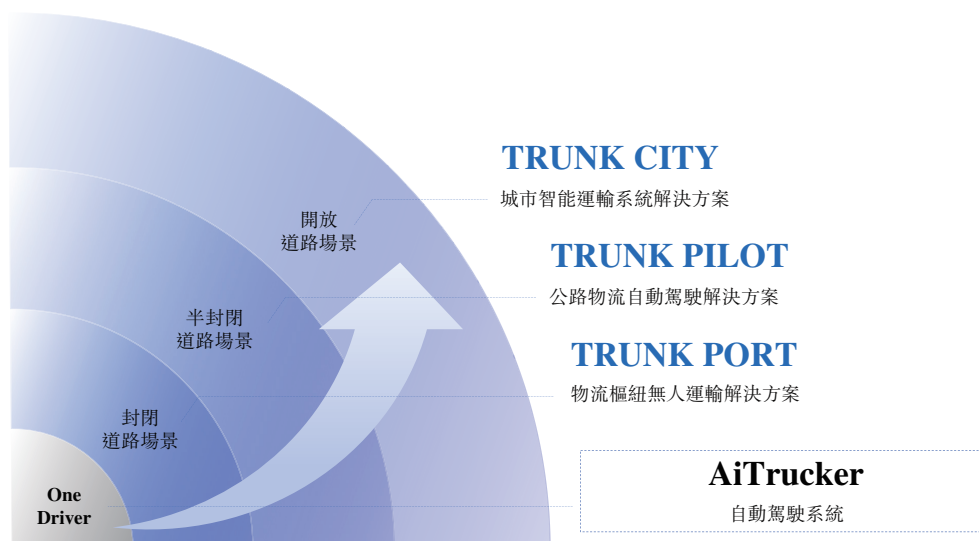 TRUNK CITY
城市智能運輸系統解決方案
開放
道路場景
TRUNK PILOT
公路物流自動駕駛解決方案
半封閉
道路場景
TRUNK PORT
物流樞紐無人運輸解決方案
封閉
道路場景
AiTrucker
自動駕駛系統
One
Driver